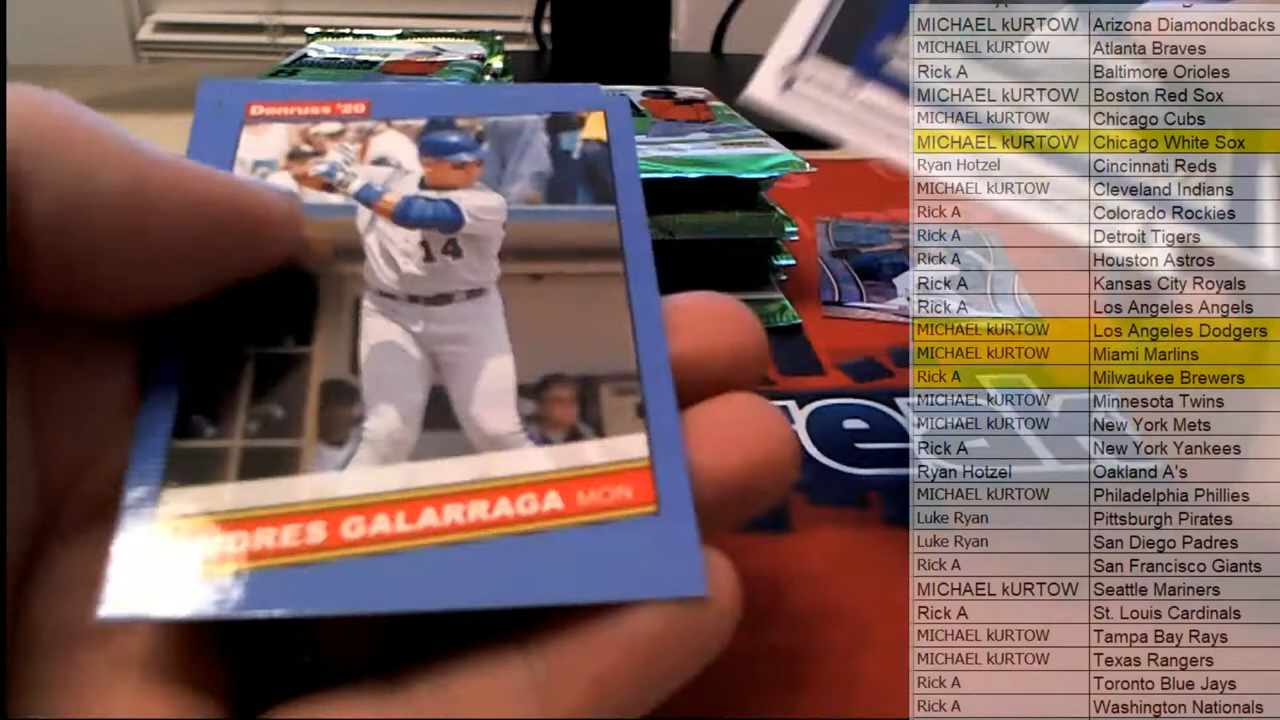 Donruss '20
14
DRES GALARRAGA MON
MICHAEL kURTOW Arizona Diamondbacks
MICHAEL kURTOW Atlanta Braves
Rick A Baltimore Orioles
MICHAEL kURTOW Boston Red Sox
MICHAEL kURTOW Chicago Cubs
MICHAEL kURTOW Chicago White Sox
Ryan Hotzel Cincinnati Reds
MICHAEL kURTOW Cleveland Indians
Rick A Colorado Rockies
Rick A Detroit Tigers
Rick A Houston Astros
Rick A Kansas City Royals
Rick A Los Angeles Angels
MICHAEL kURTOW Los Angeles Dodgers
MICHAEL kURTOW Miami Marlins
Rick A Milwaukee Brewers
MICHAEL kURTOW Minnesota Twins
MICHAEL kURTOW New York Mets
Rick A New York Yankees
Ryan Hotzel Oakland A's
MICHAEL kURTOW Philadelphia Phillies
Luke Ryan Pittsburgh Pirates
Luke Ryan San Diego Padres
Rick A San Francisco Giants
MICHAEL kURTOW Seattle Mariners
Rick A St. Louis Cardinals
MICHAEL kURTOW Tampa Bay Rays
MICHAEL kURTOW Texas Rangers
Rick A Toronto Blue Jays
Rick A Washington Nationals